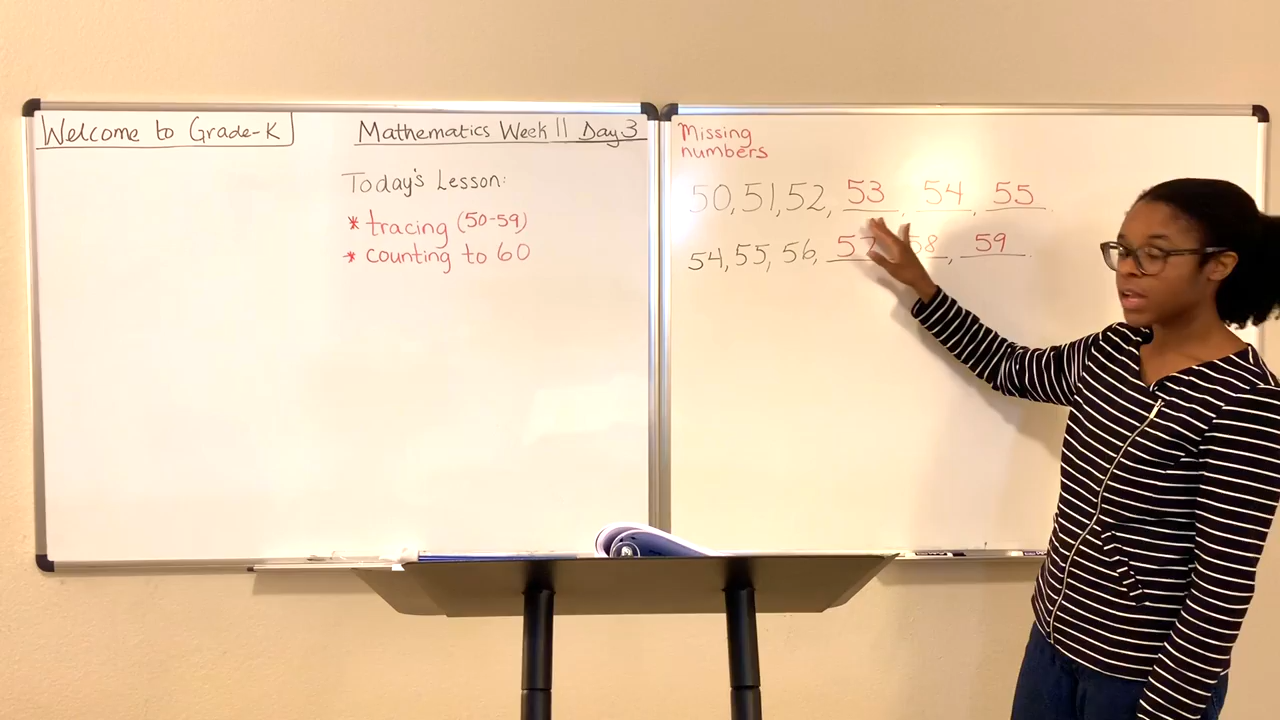 Welcome to Grade-K
Mathematics Week 11 Day 3
Today's Lesson:
* tracing (50-59)
* counting to 60
Missing
numbers
50, 51, 52, 53, 54, 55.
54, 55, 56, 57, 58, 59.